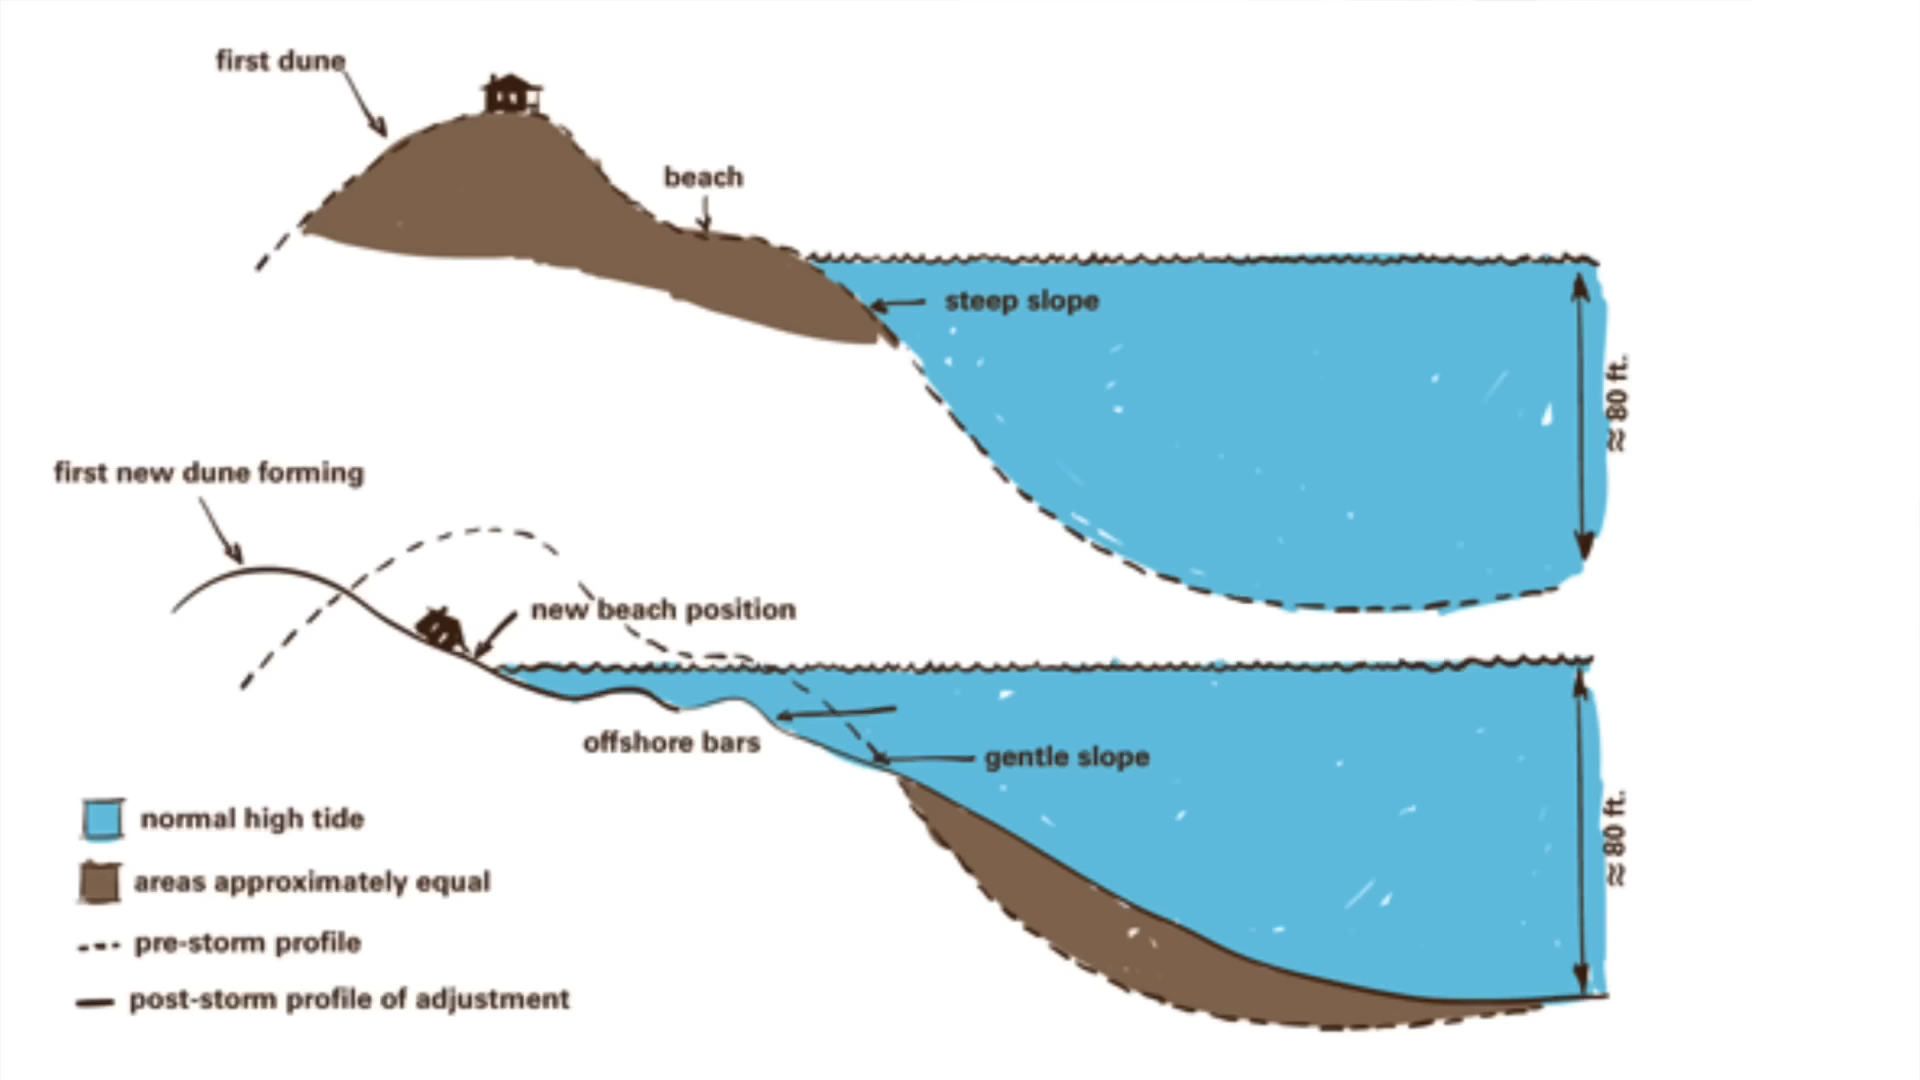 first dune
beach
steep slope
≈ 80 ft.
first new dune forming
new beach position
offshore bars
gentle slope
≈ 80 ft.
normal high tide
areas approximately equal
pre-storm profile
post-storm profile of adjustment